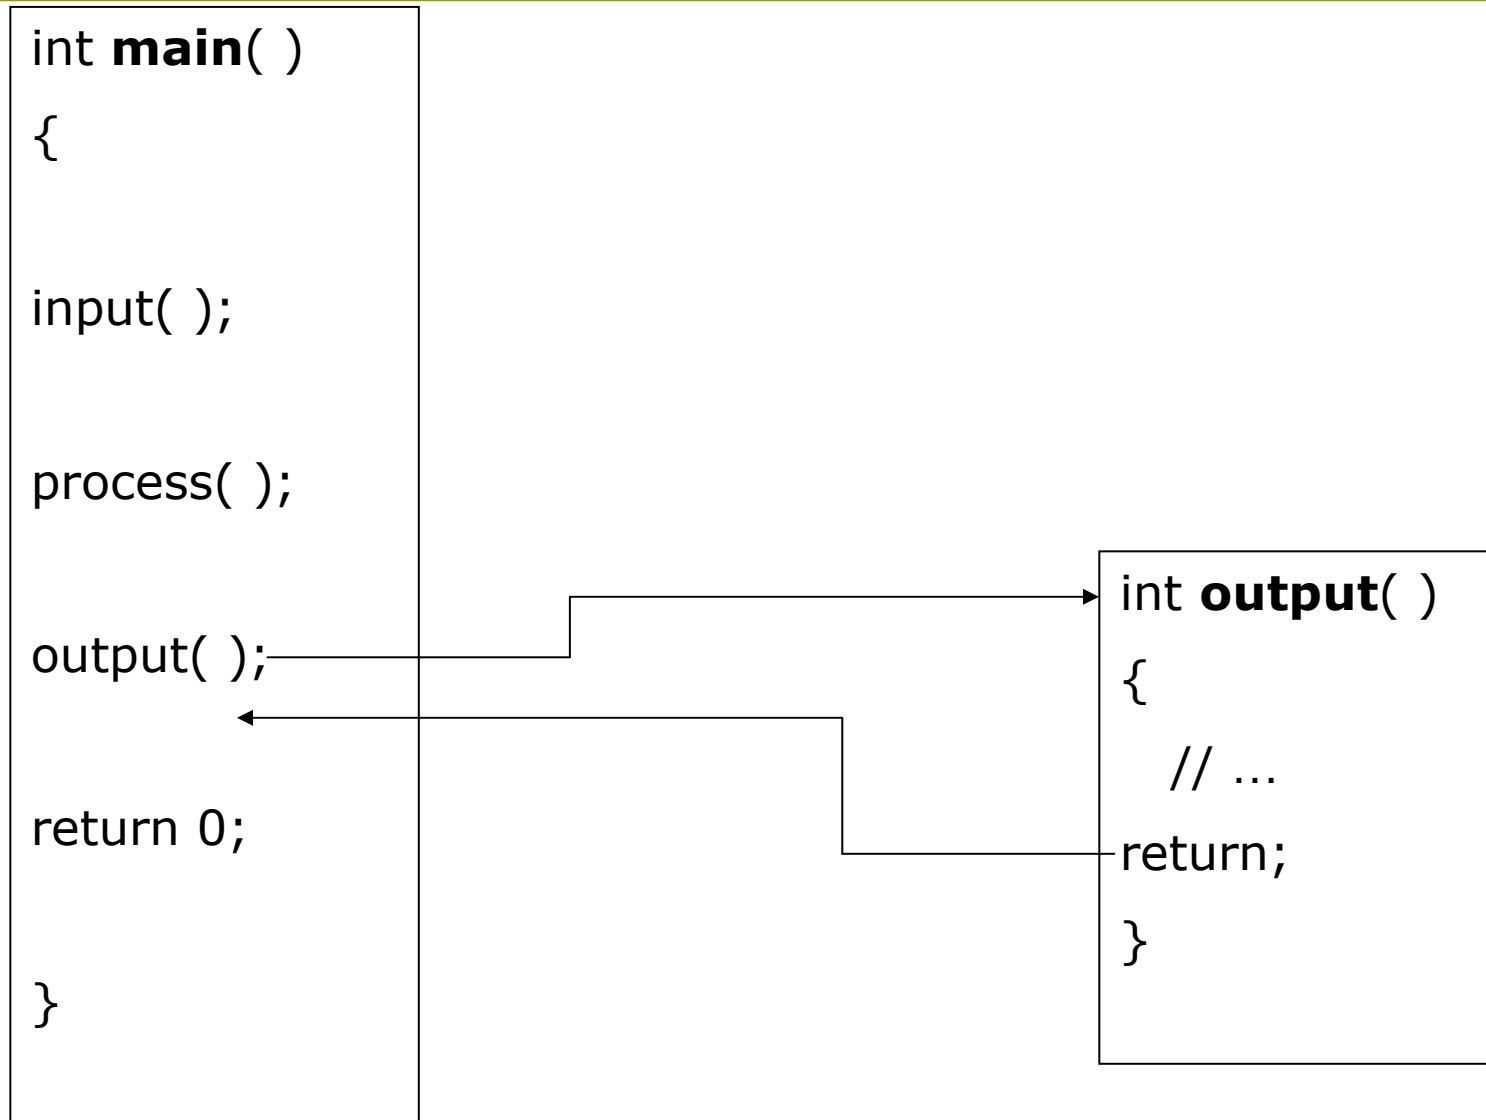 int main( )
{
input( );
process( );
output( );
return 0;
}
int output( )
{
// …
return;
}